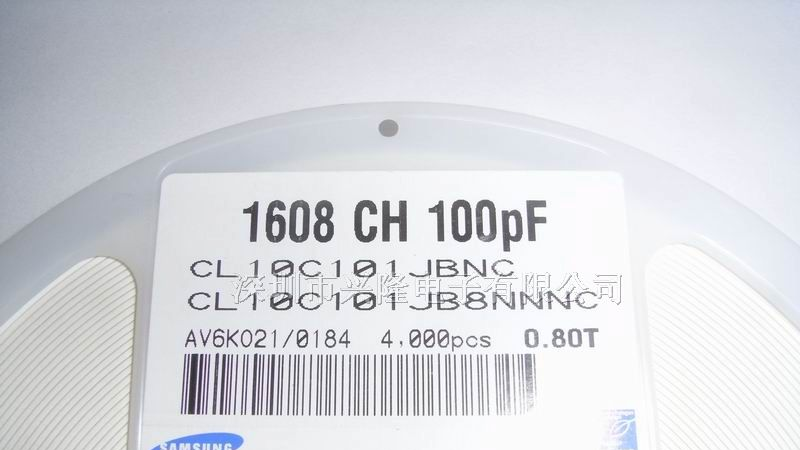 1608 CH 100pF
CL10C101JBNC
深圳市兴隆电子有限公司
CL10C101JB8NNNC
AV6K021/0184 4,000pcs 0.80T
SAMSUNG